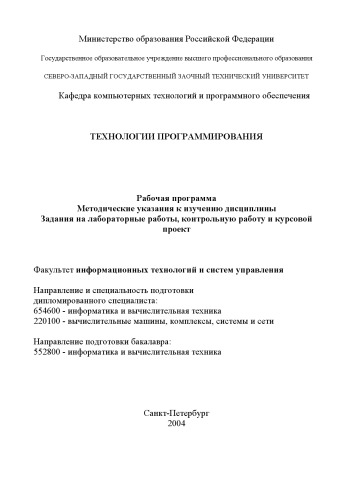 Министерство образования Российской Федерации
Государственное образовательное учреждение высшего профессионального образования
СЕВЕРО-ЗАПАДНЫЙ ГОСУДАРСТВЕННЫЙ ЗАОЧНЫЙ ТЕХНИЧЕСКИЙ УНИВЕРСИТЕТ
Кафедра компьютерных технологий и программного обеспечения
ТЕХНОЛОГИИ ПРОГРАММИРОВАНИЯ
Рабочая программа
Методические указания к изучению дисциплины
Задания на лабораторные работы, контрольную работу и курсовой
проект
Факультет информационных технологий и систем управления
Направление и специальность подготовки
дипломированного специалиста:
654600 - информатика и вычислительная техника
220100 - вычислительные машины, комплексы, системы и сети
Направление подготовки бакалавра:
552800 - информатика и вычислительная техника
Санкт-Петербург
2004